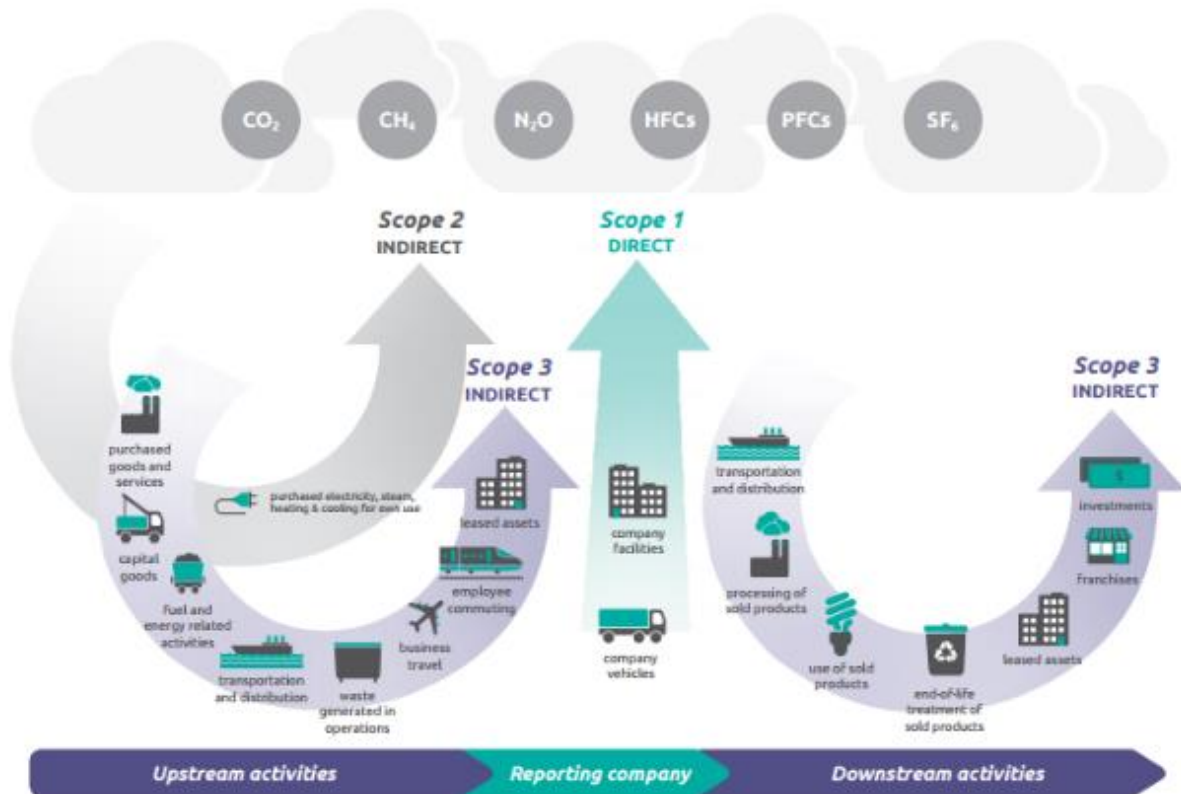 CO₂
CH₄
N₂O
HFCs
PFCs
SF₆
Scope 2
INDIRECT
Scope 1
DIRECT
Scope 3
INDIRECT
Scope 3
INDIRECT
purchased
goods and
services
capital
goods
fuel and
energy related
activities
purchased electricity, steam,
heating & cooling for own use
transportation
and distribution
waste
generated in
operations
business
travel
employee
commuting
leased assets
company
facilities
company
vehicles
transportation
and distribution
processing of
sold products
use of sold
products
end-of-life
treatment of
sold products
leased assets
franchises
$
investments
Upstream activities
Reporting company
Downstream activities